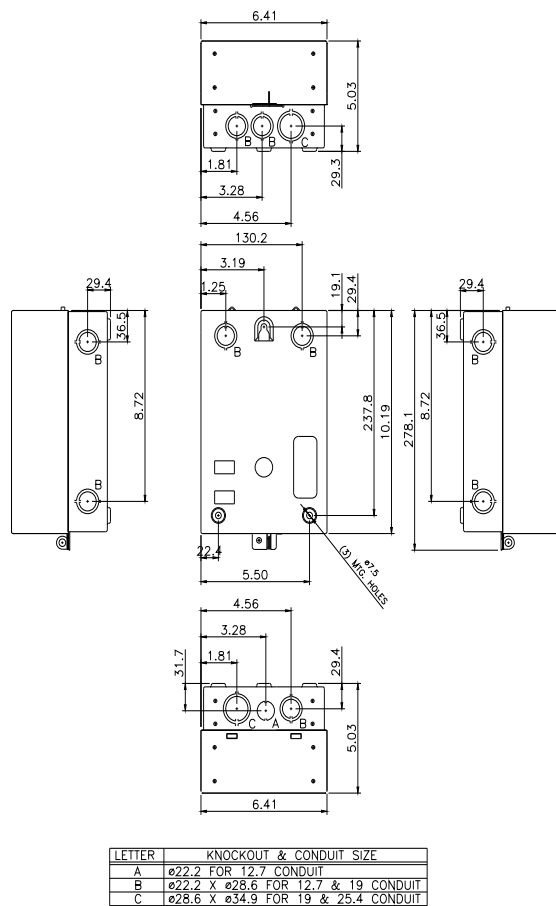 6.41
5.03
B B C
29.3
1.81
3.28
4.56
130.2
3.19
1.25
19.1
29.4
B B
237.8
10.19
22.4
5.50
ø7.5
(3) MTG. HOLES
29.4
36.5
B
8.72
B
29.4
36.5
B
278.1
8.72
B
4.56
3.28
1.81
31.7
29.4
C A B
5.03
6.41
LETTER KNOCKOUT & CONDUIT SIZE
A ø22.2 FOR 12.7 CONDUIT
B ø22.2 X ø28.6 FOR 12.7 & 19 CONDUIT
C ø28.6 X ø34.9 FOR 19 & 25.4 CONDUIT